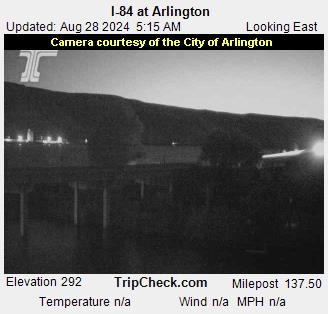 I-84 at Arlington
Updated: Aug 28 2024 5:15 AM Looking East
Camera courtesy of the City of Arlington
Elevation 292 TripCheck.com Milepost 137.50
Temperature n/a Wind n/a MPH n/a